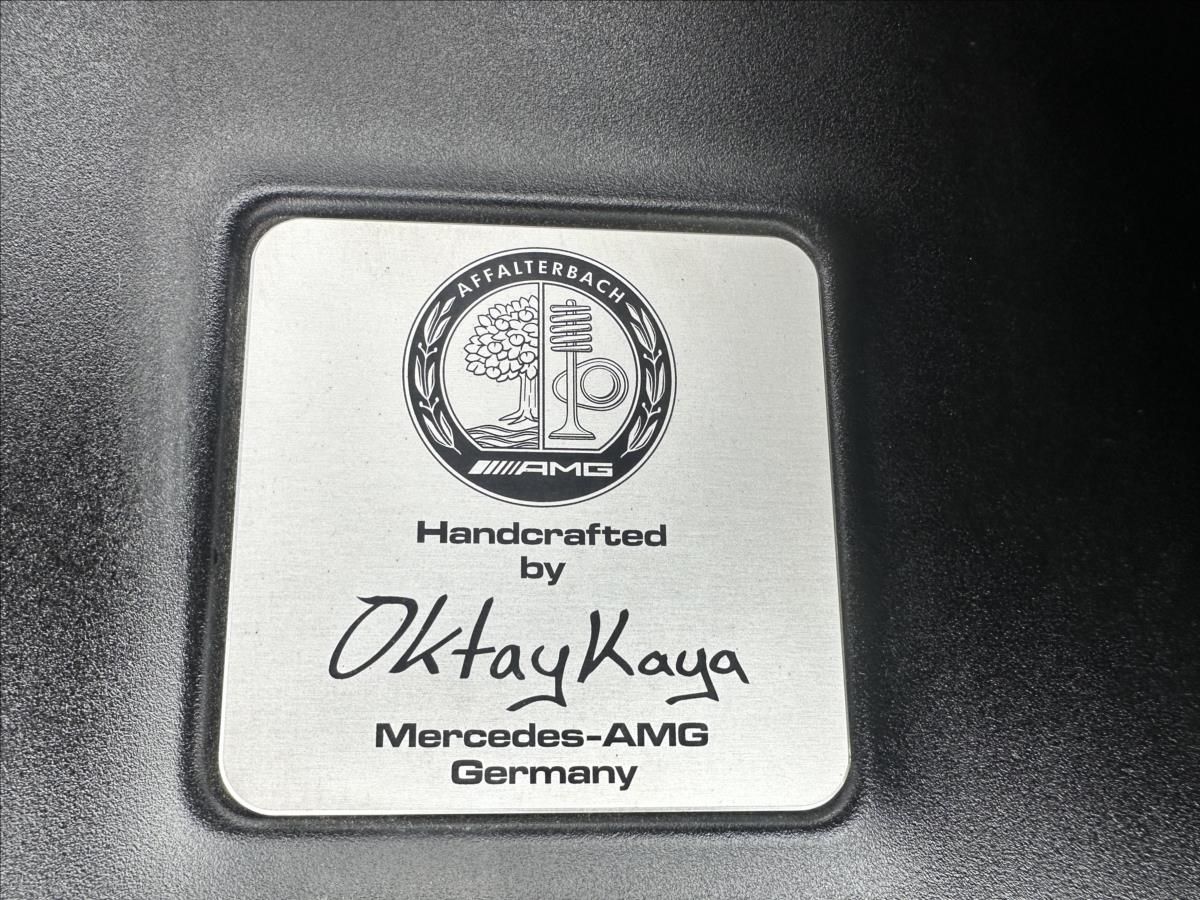 AFFALTERBACH
AMG
Handcrafted
by
Oktay Kaya
Mercedes-AMG
Germany